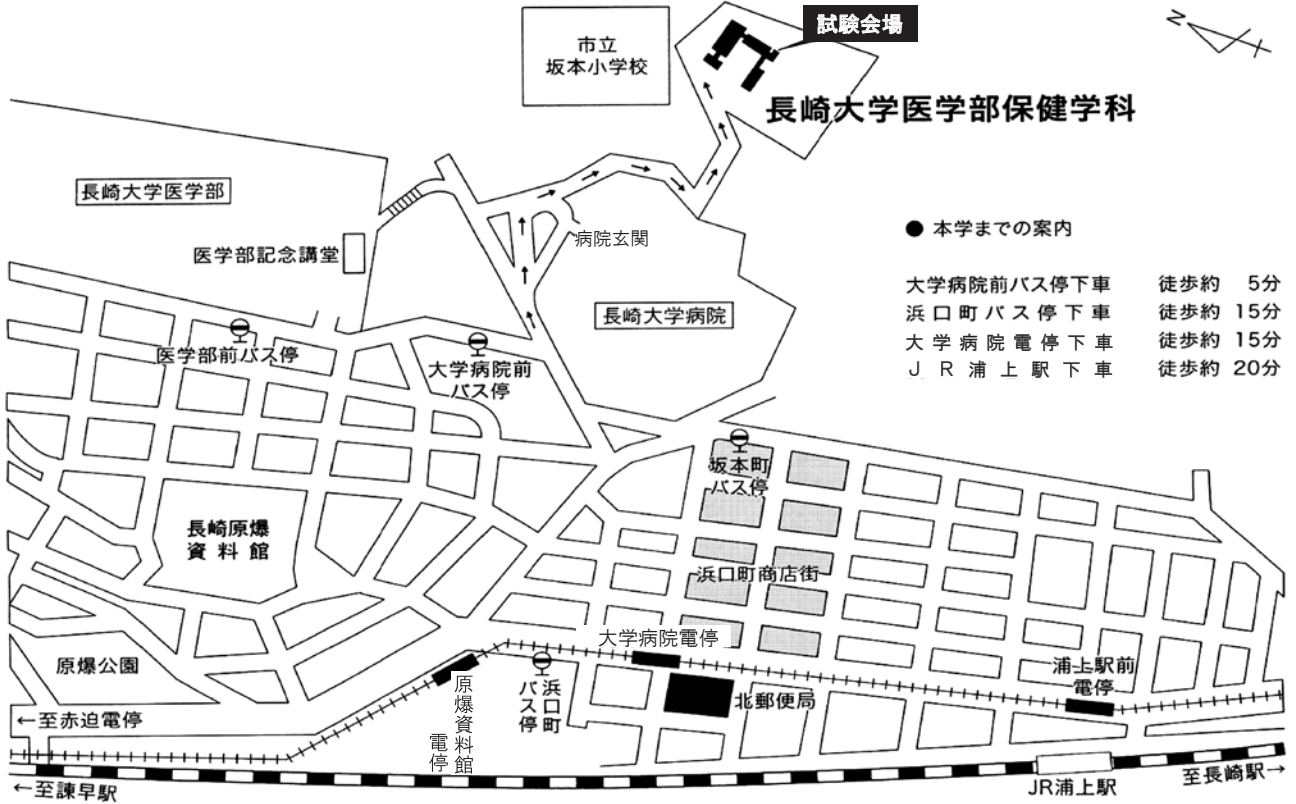 試験会場
N
市立
坂本小学校
長崎大学医学部保健学科
長崎大学医学部
医学部記念講堂
病院玄関
長崎大学病院
● 本学までの案内
大学病院前バス停下車 徒歩約 5分
浜口町バス停下車 徒歩約 15分
大学病院電停下車 徒歩約 15分
JR浦上駅下車 徒歩約 20分
医学部前バス停
大学病院前
バス停
坂本町
バス停
長崎原爆
資料館
浜口町商店街
大学病院電停
原爆公園
浦上駅前
電停
原爆資料館
電停
浜口町
バス停
北郵便局
←至赤迫電停
←至諫早駅
JR浦上駅
至長崎駅→